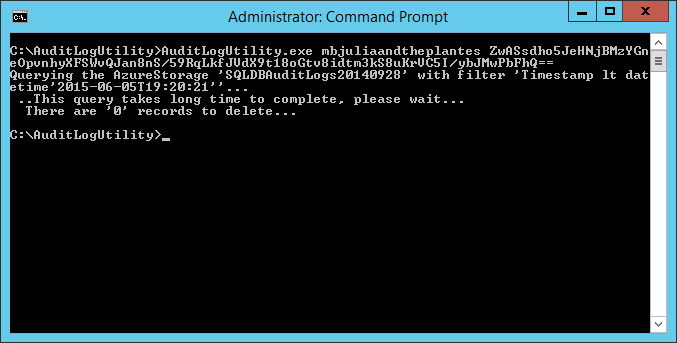 Administrator: Command Prompt
C:\AuditLogUtility>AuditLogUtility.exe mbjuliaandtheplantes ZwASsdho5JeHNjBMzYGn
eOpvnhyXFSWvQJan8nS/59RqLkfJUdX9t18oGtv8idtm3kS8uKrVC5I/ybJMwPbFhQ==
Querying the AzureStorage 'SQLDBAuditLogs20140928' with filter 'Timestamp lt dat
etime'2015-06-05T19:20:21''...
..This query takes long time to complete, please wait...
There are '0' records to delete...
C:\AuditLogUtility>_